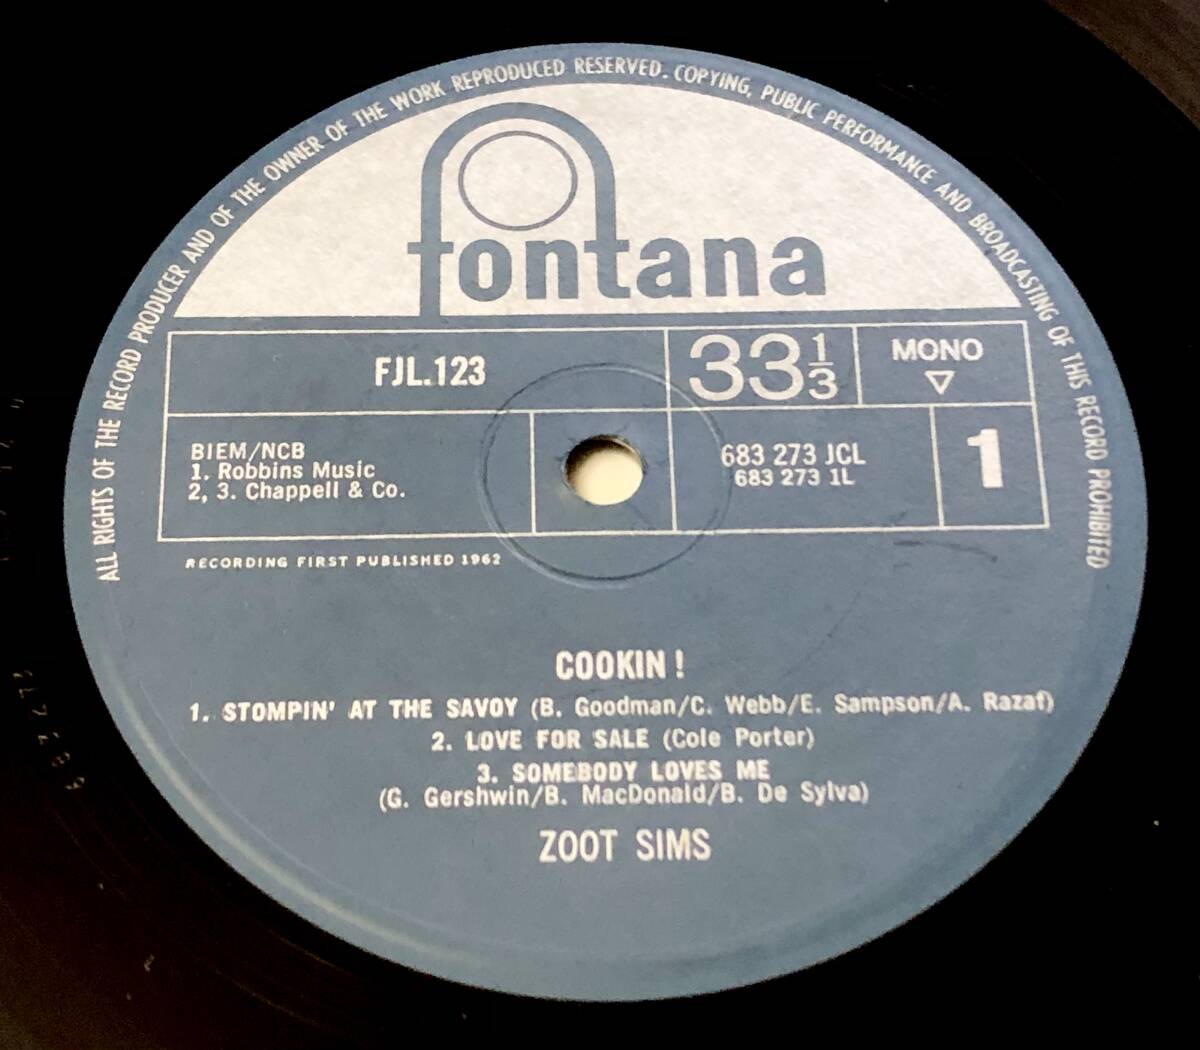 ALL RIGHTS OF THE RECORD PRODUCER AND OF THE OWNER OF THE WORK REPRODUCED RESERVED. COPYING, PUBLIC PERFORMANCE AND BROADCASTING OF THIS RECORD PROHIBITED
fontana
FJL.123
33 1/3
MONO
▽
BIEM/NCB
1. Robbins Music
2, 3. Chappell & Co.
683 273 JCL
683 273 1L
1
RECORDING FIRST PUBLISHED 1962
COOKIN!
1. STOMPIN' AT THE SAVOY (B. Goodman/C. Webb/E. Sampson/A. Razaf)
2. LOVE FOR SALE (Cole Porter)
3. SOMEBODY LOVES ME
(G. Gershwin/B. MacDonald/B. De Sylva)
ZOOT SIMS